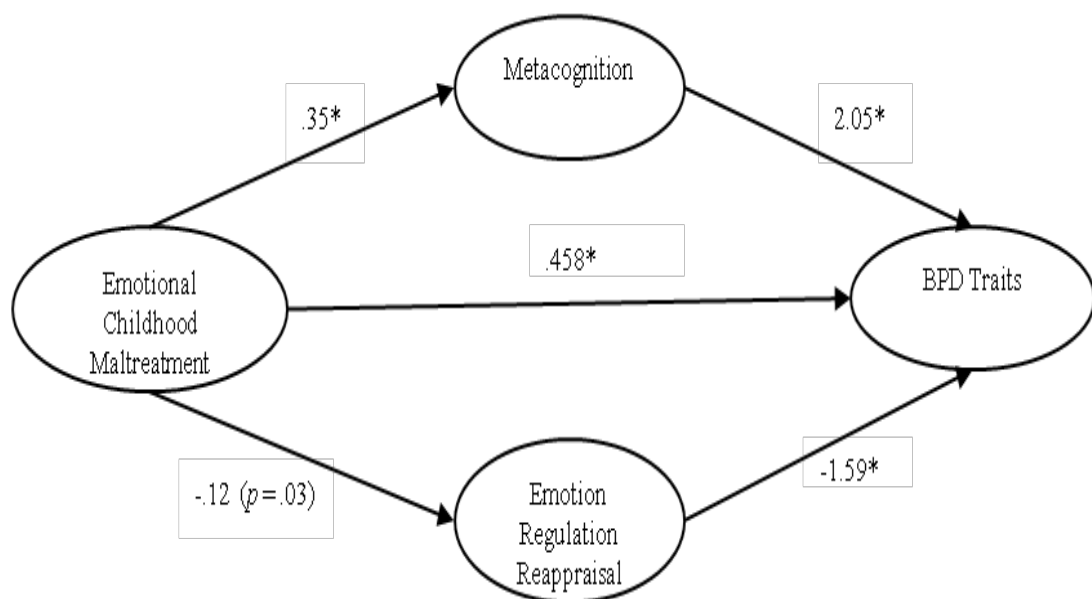 Metacognition
.35*
2.05*
.458*
Emotional
Childhood
Maltreatment
BPD Traits
-.12 (p=.03)
-1.59*
Emotion
Regulation
Reappraisal